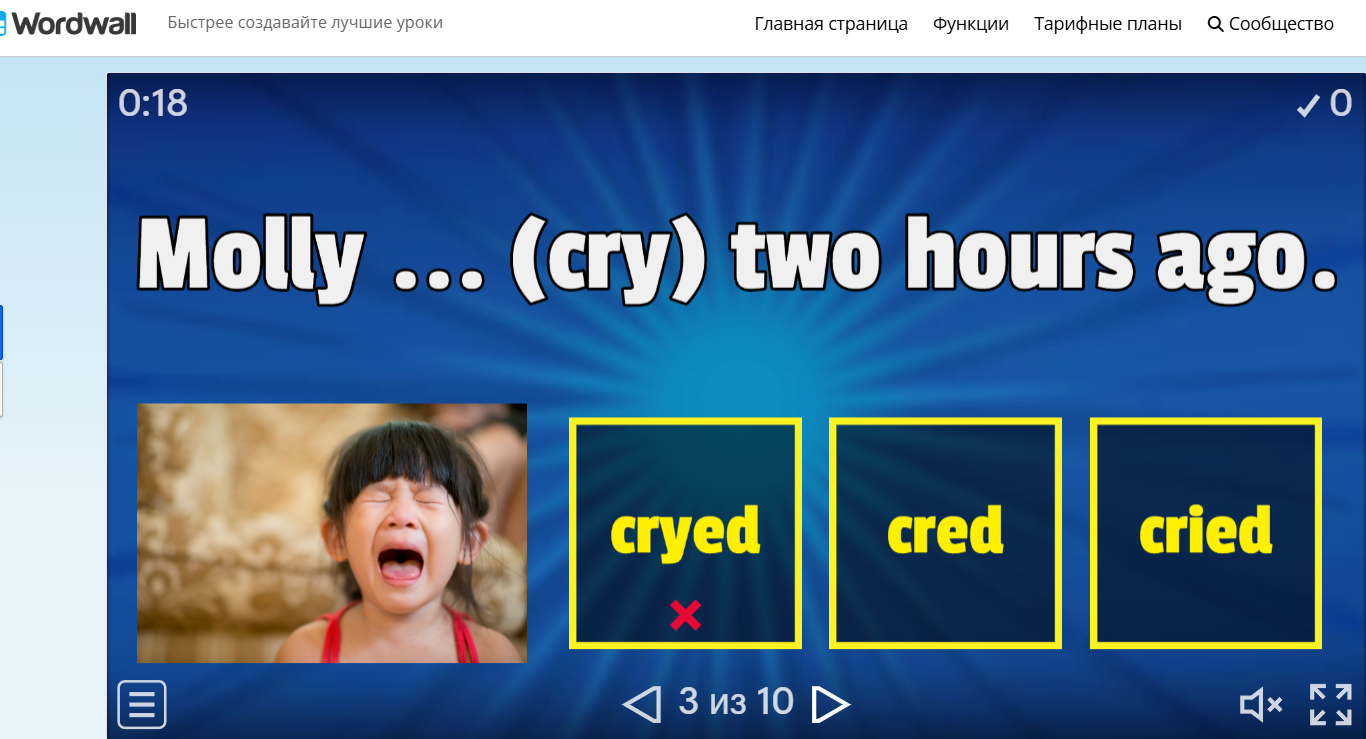 Wordwall Быстрее создавайте лучшие уроки Главная страница Функции Тарифные планы Сообщество
0:18 0
Molly ... (cry) two hours ago.
cryed cred cried
3 из 10